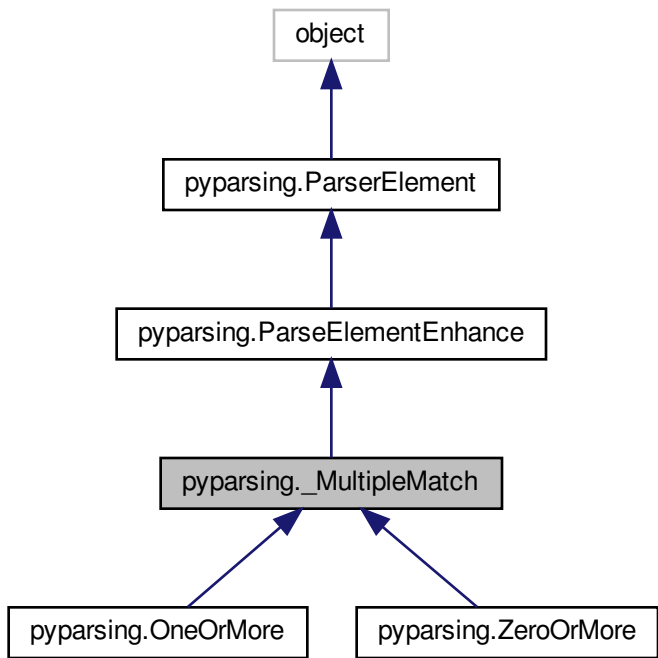 object
pyparsing.ParserElement
pyparsing.ParseElementEnhance
pyparsing._MultipleMatch
pyparsing.OneOrMore
pyparsing.ZeroOrMore